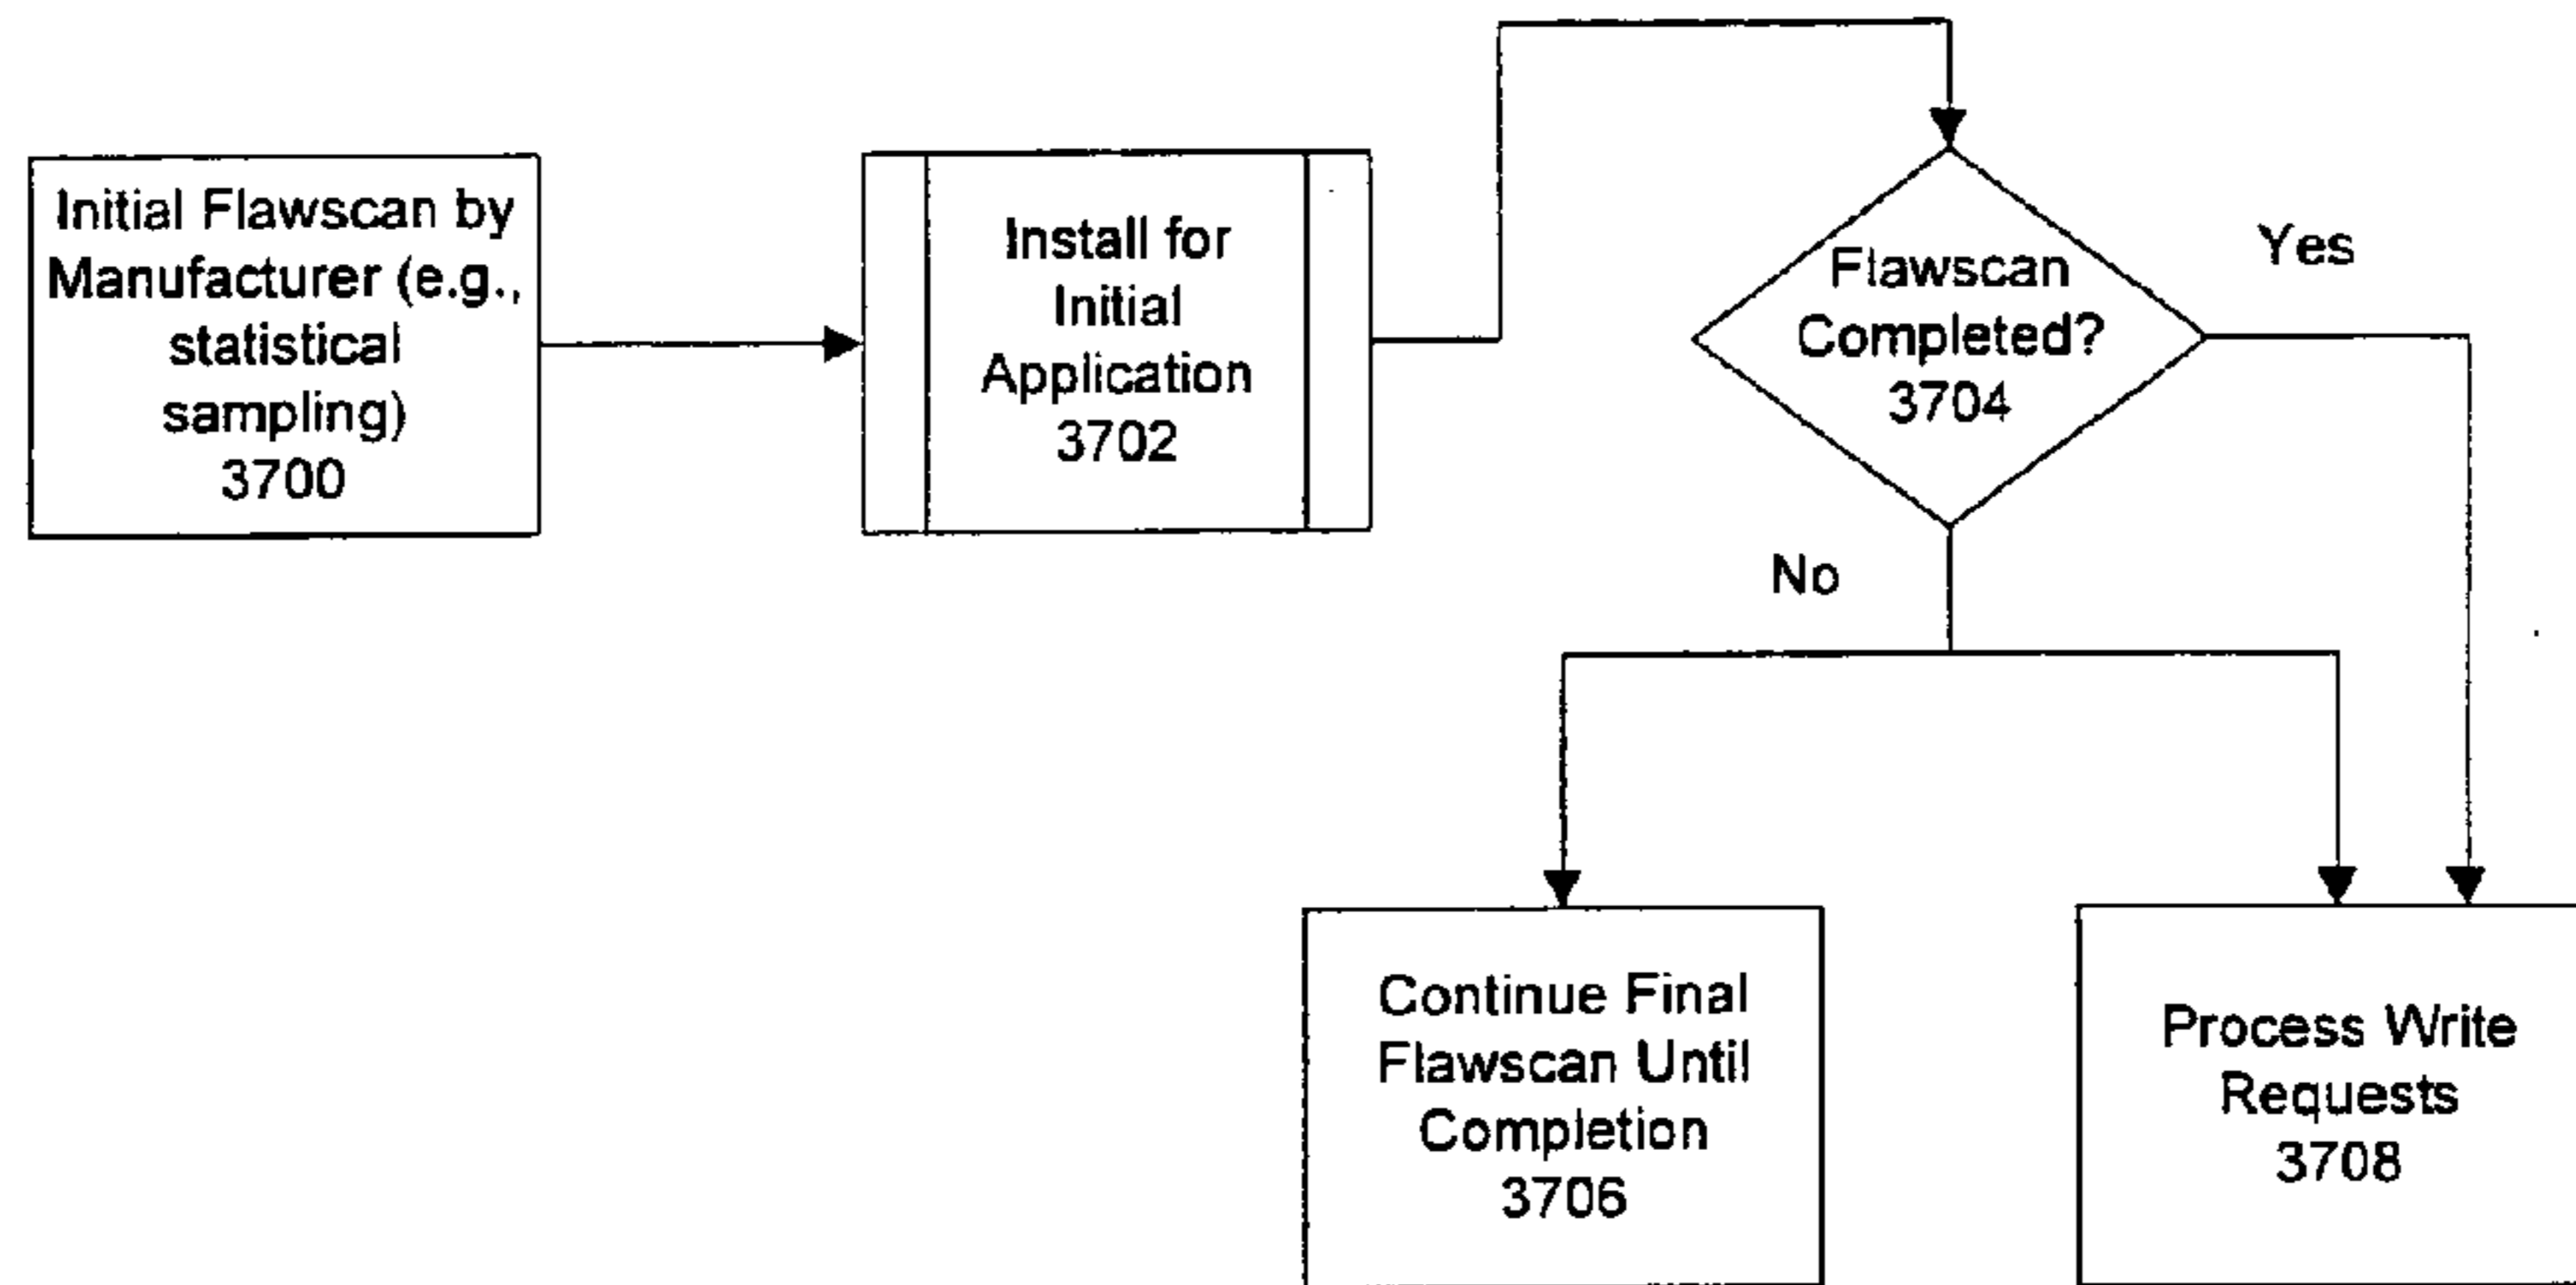 Initial Flawscan by
Manufacturer (e.g.,
statistical
sampling)
3700
Install for
Initial
Application
3702
Flawscan
Completed?
3704
Yes
No
Continue Final
Flawscan Until
Completion
3706
Process Write
Requests
3708